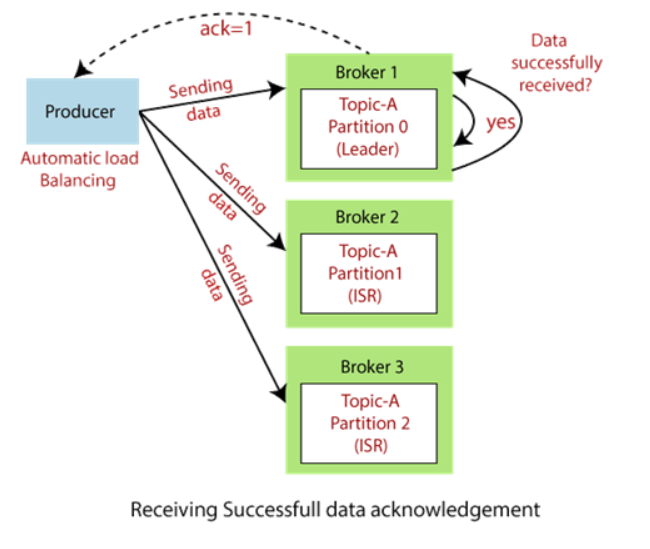 ack=1
Data
successfully
received?
Broker 1
Sending
data
Producer
Topic-A
Partition 0
(Leader)
yes
Automatic load
Balancing
Sending
data
Broker 2
Topic-A
Partition1
(ISR)
Sending
data
Broker 3
Topic-A
Partition 2
(ISR)
Receiving Successfull data acknowledgement